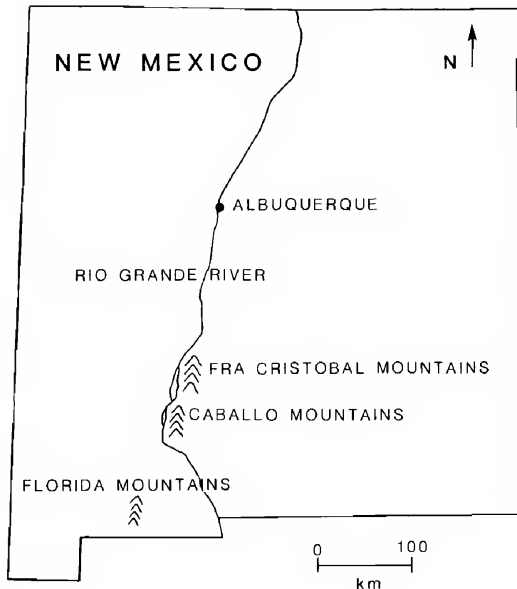 NEW MEXICO
N
ALBUQUERQUE
RIO GRANDE RIVER
FRA CRISTOBAL MOUNTAINS
CABALLO MOUNTAINS
FLORIDA MOUNTAINS
0 100
km